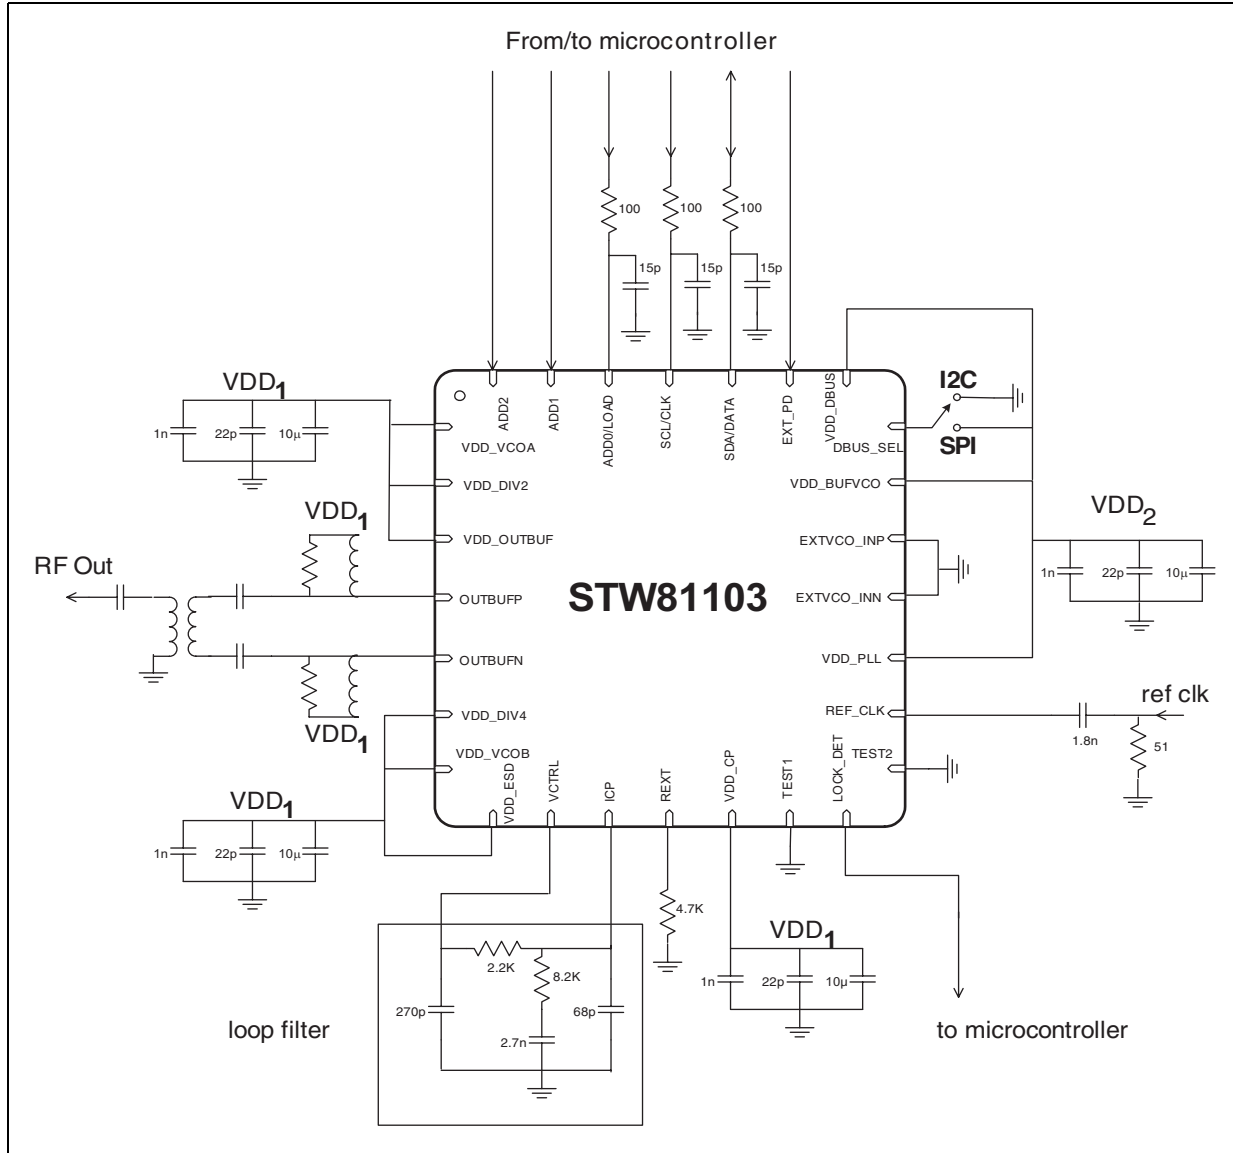 From/to microcontroller
100
100
100
15p
15p
15p
VDD1
1n
22p
10μ
ADD2
ADD1
ADD0/LOAD
SCL/CLK
SDA/DATA
EXT_PD
VDD_DBUS
I2C
SPI
DBUS_SEL
VDD_VCOA
VDD_DIV2
VDD_BUFVCO
VDD2
1n
22p
10μ
VDD1
VDD_OUTBUF
EXTVCO_INP
RF Out
STW81103
OUTBUFP
EXTVCO_INN
OUTBUFN
VDD_PLL
VDD1
VDD_DIV4
REF_CLK
ref clk
1.8n
51
VDD_VCOB
TEST2
VDD_ESD
VCTRL
ICP
REXT
VDD_CP
TEST1
LOCK_DET
VDD1
1n
22p
10μ
4.7K
VDD1
1n
22p
10μ
2.2K
8.2K
270p
68p
2.7n
loop filter
to microcontroller